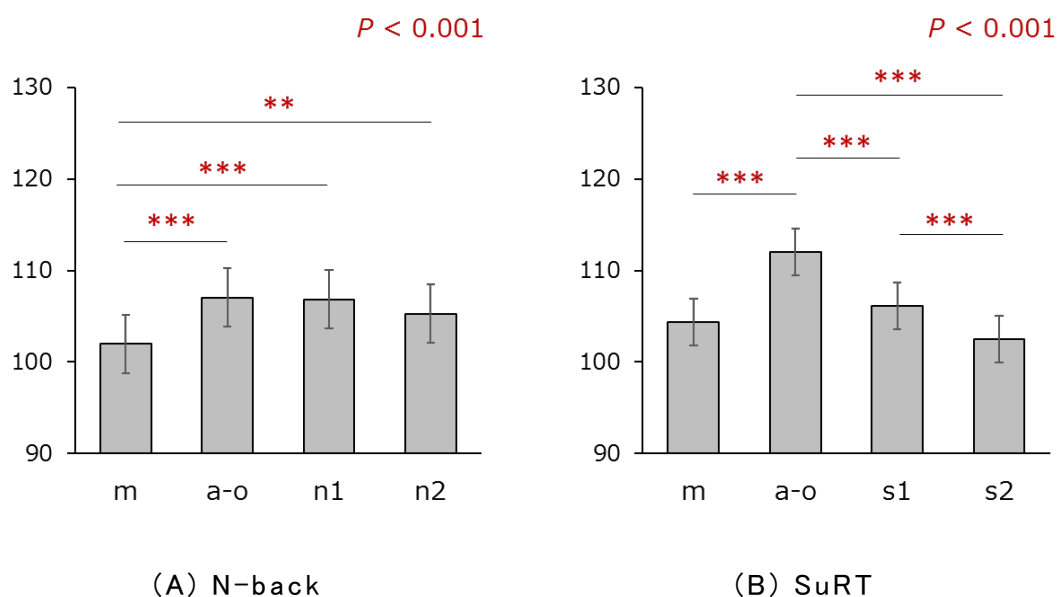 P < 0.001
130
120
110
100
90
**
***
***
m a-o n1 n2
(A) N-back
P < 0.001
130
120
110
100
90
***
***
***
***
m a-o s1 s2
(B) SuRT